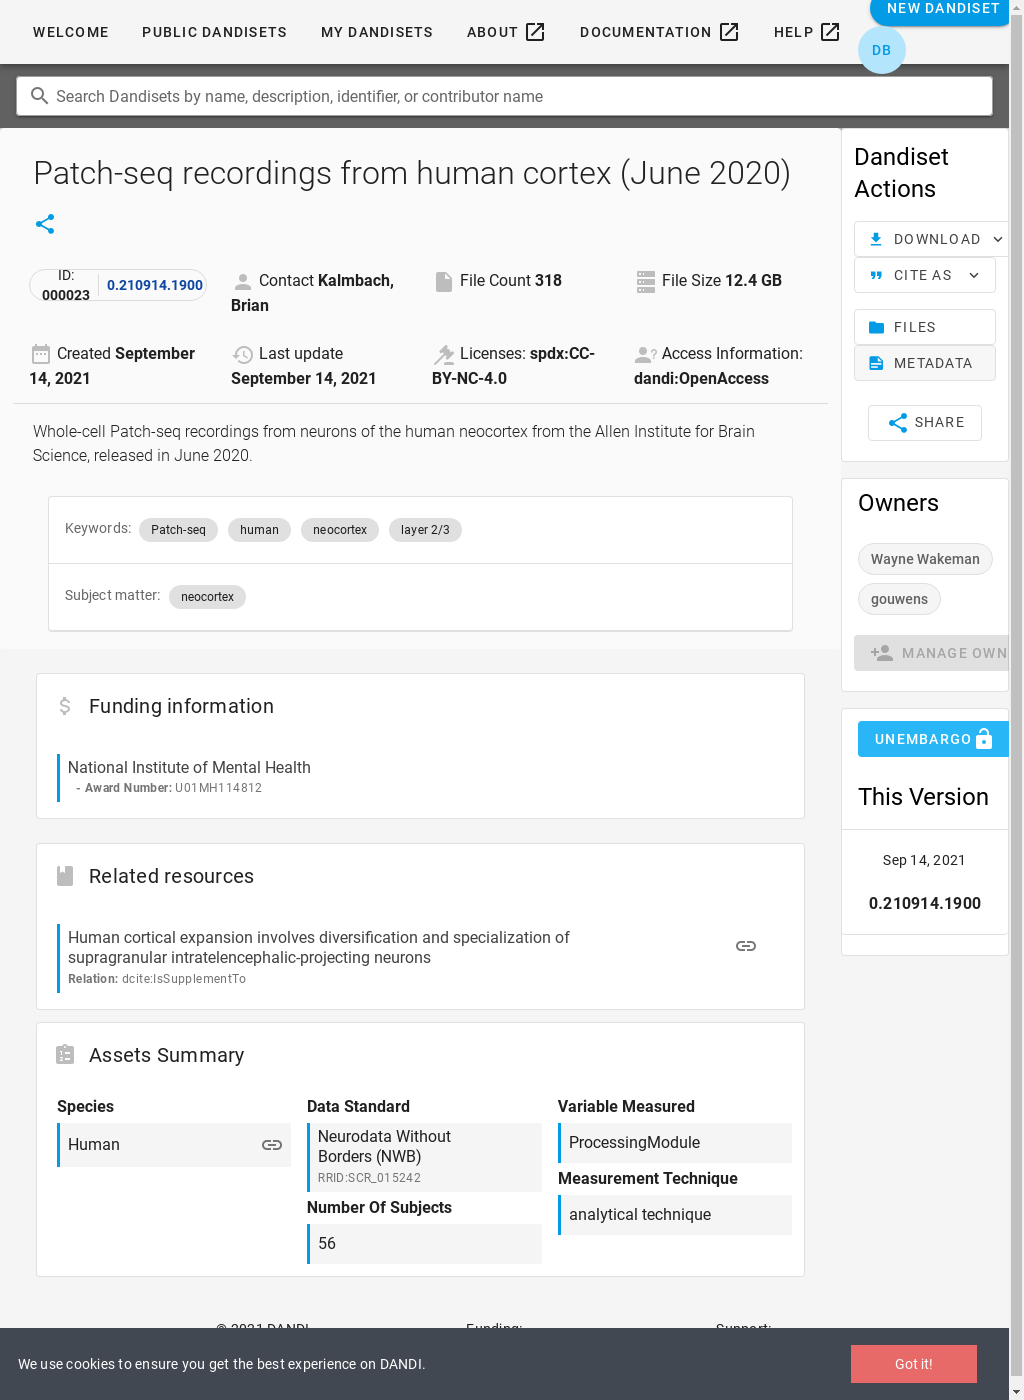 NEW DANDISET
WELCOME PUBLIC DANDISETS MY DANDISETS ABOUT DOCUMENTATION HELP
DB
Search Dandisets by name, description, identifier, or contributor name
Patch-seq recordings from human cortex (June 2020)
ID: 000023 0.210914.1900
Contact Kalmbach, Brian
File Count 318
File Size 12.4 GB
Created September 14, 2021
Last update September 14, 2021
Licenses: spdx:CC-BY-NC-4.0
Access Information: dandi:OpenAccess
Whole-cell Patch-seq recordings from neurons of the human neocortex from the Allen Institute for Brain
Science, released in June 2020.
Keywords: Patch-seq human neocortex layer 2/3
Subject matter: neocortex
Funding information
National Institute of Mental Health
- Award Number: U01MH114812
Related resources
Human cortical expansion involves diversification and specialization of
supragranular intratelencephalic-projecting neurons
Relation: dcite:IsSupplementTo
Assets Summary
Species
Human
Data Standard
Neurodata Without
Borders (NWB)
RRID:SCR_015242
Number Of Subjects
56
Variable Measured
ProcessingModule
Measurement Technique
analytical technique
Dandiset
Actions
DOWNLOAD
CITE AS
FILES
METADATA
SHARE
Owners
Wayne Wakeman
gouwens
MANAGE OWN
UNEMBARGO
This Version
Sep 14, 2021
0.210914.1900
© 2021 DANDI Funding: Support:
We use cookies to ensure you get the best experience on DANDI.
Got it!